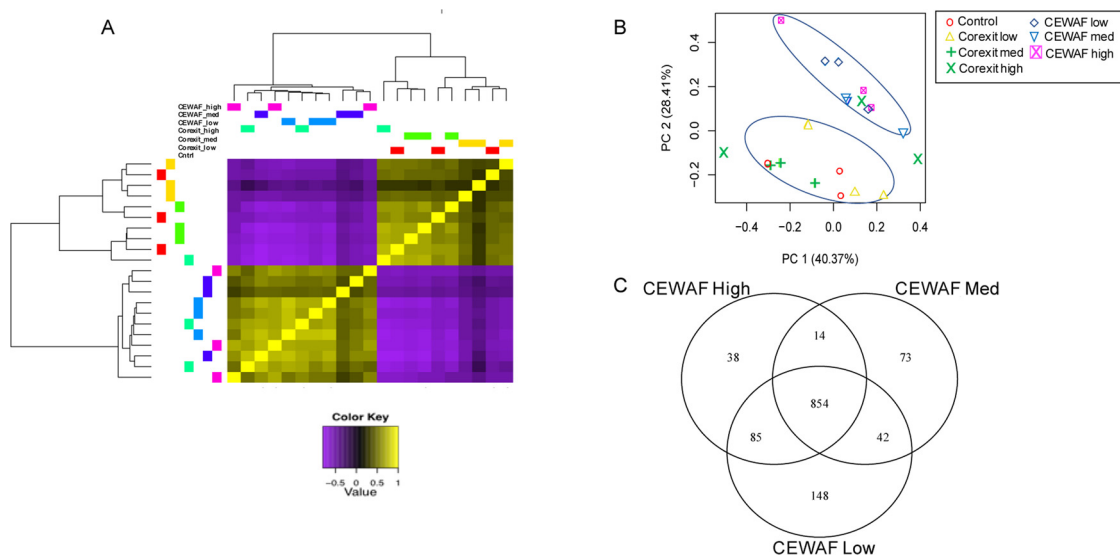 A
CEWAF_high
CEWAF_med
CEWAF_low
Corexit_high
Corexit_med
Corexit_low
Cntrl
Color Key
−0.5 0 0.5 1
Value
B
PC 2 (28.41%)
0.4
0.2
0.0
−0.2
−0.4 −0.2 0.0 0.2 0.4
PC 1 (40.37%)
Control
Corexit low
Corexit med
Corexit high
CEWAF low
CEWAF med
CEWAF high
C
CEWAF High
CEWAF Med
14
38
73
854
85
42
148
CEWAF Low